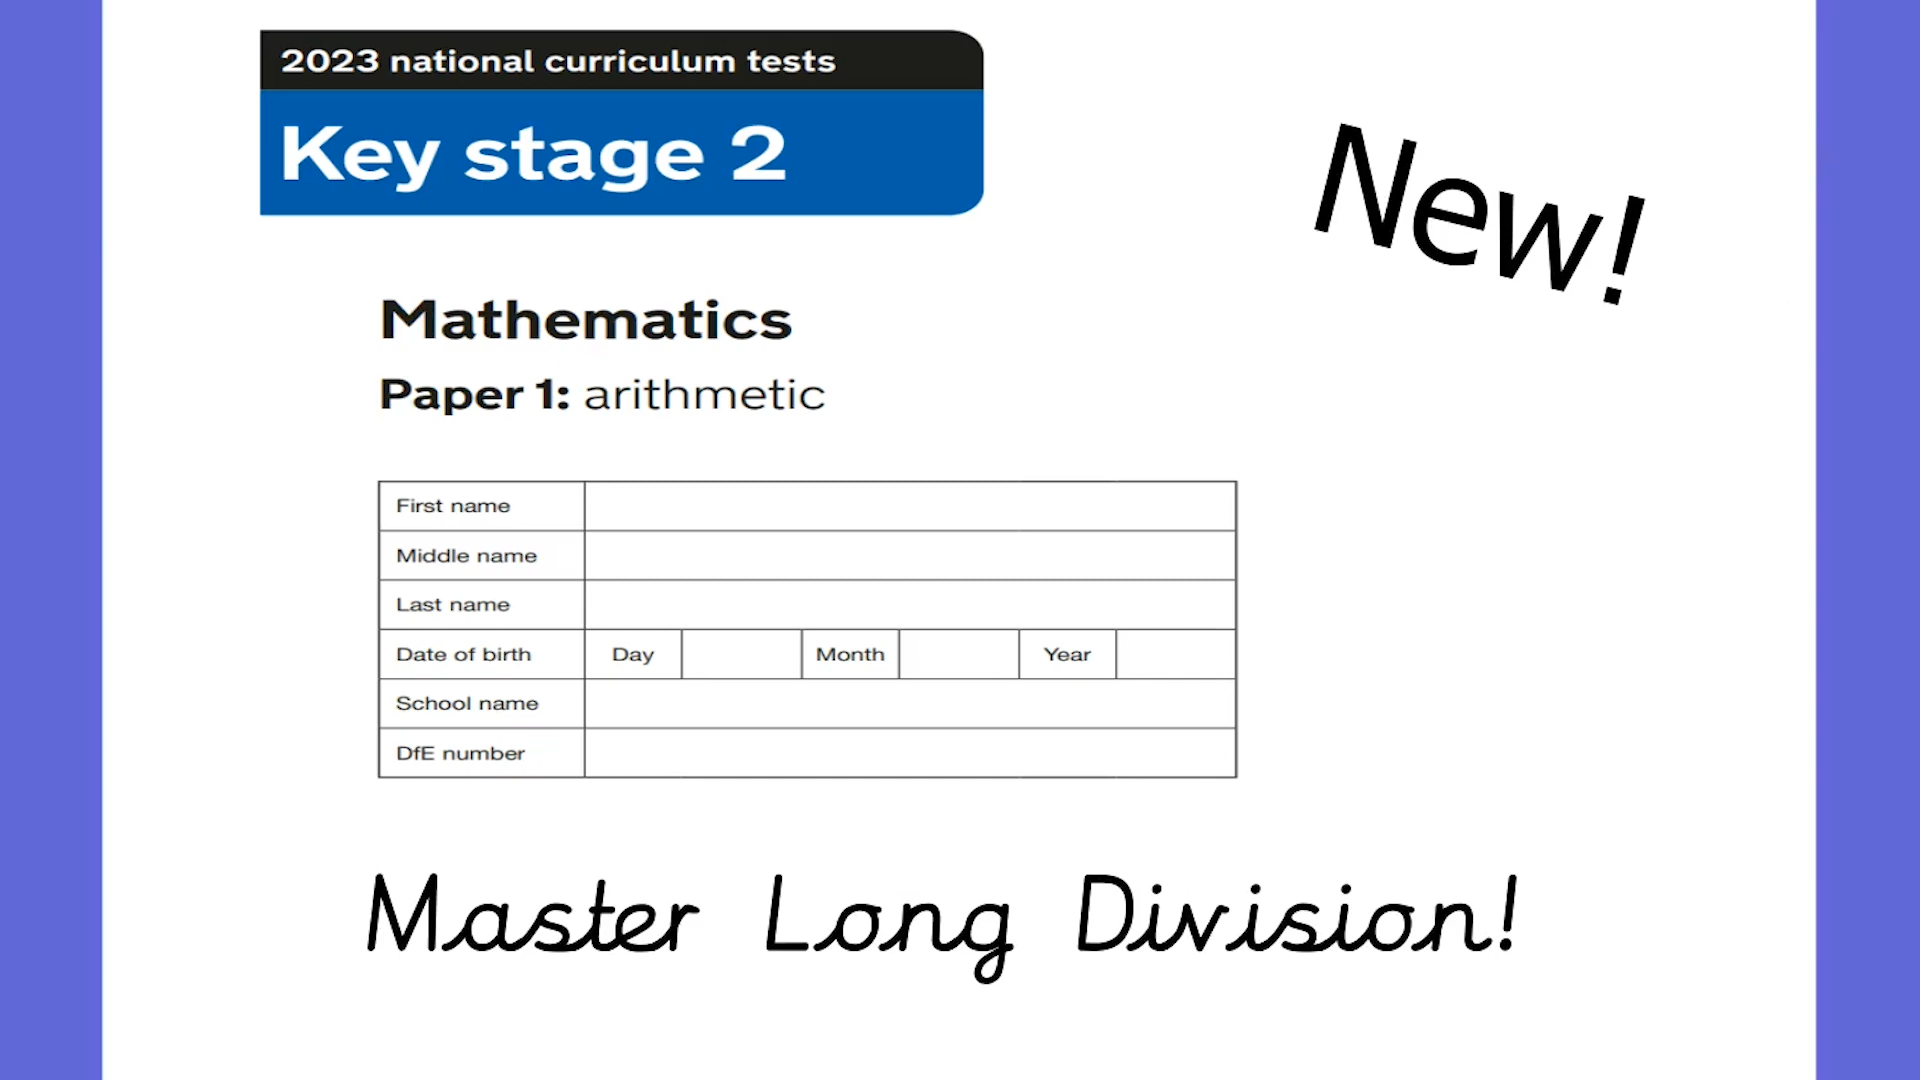 2023 national curriculum tests
Key stage 2
New!
Mathematics
Paper 1: arithmetic
First name
Middle name
Last name
Date of birth Day Month Year
School name
DfE number
Master Long Division!